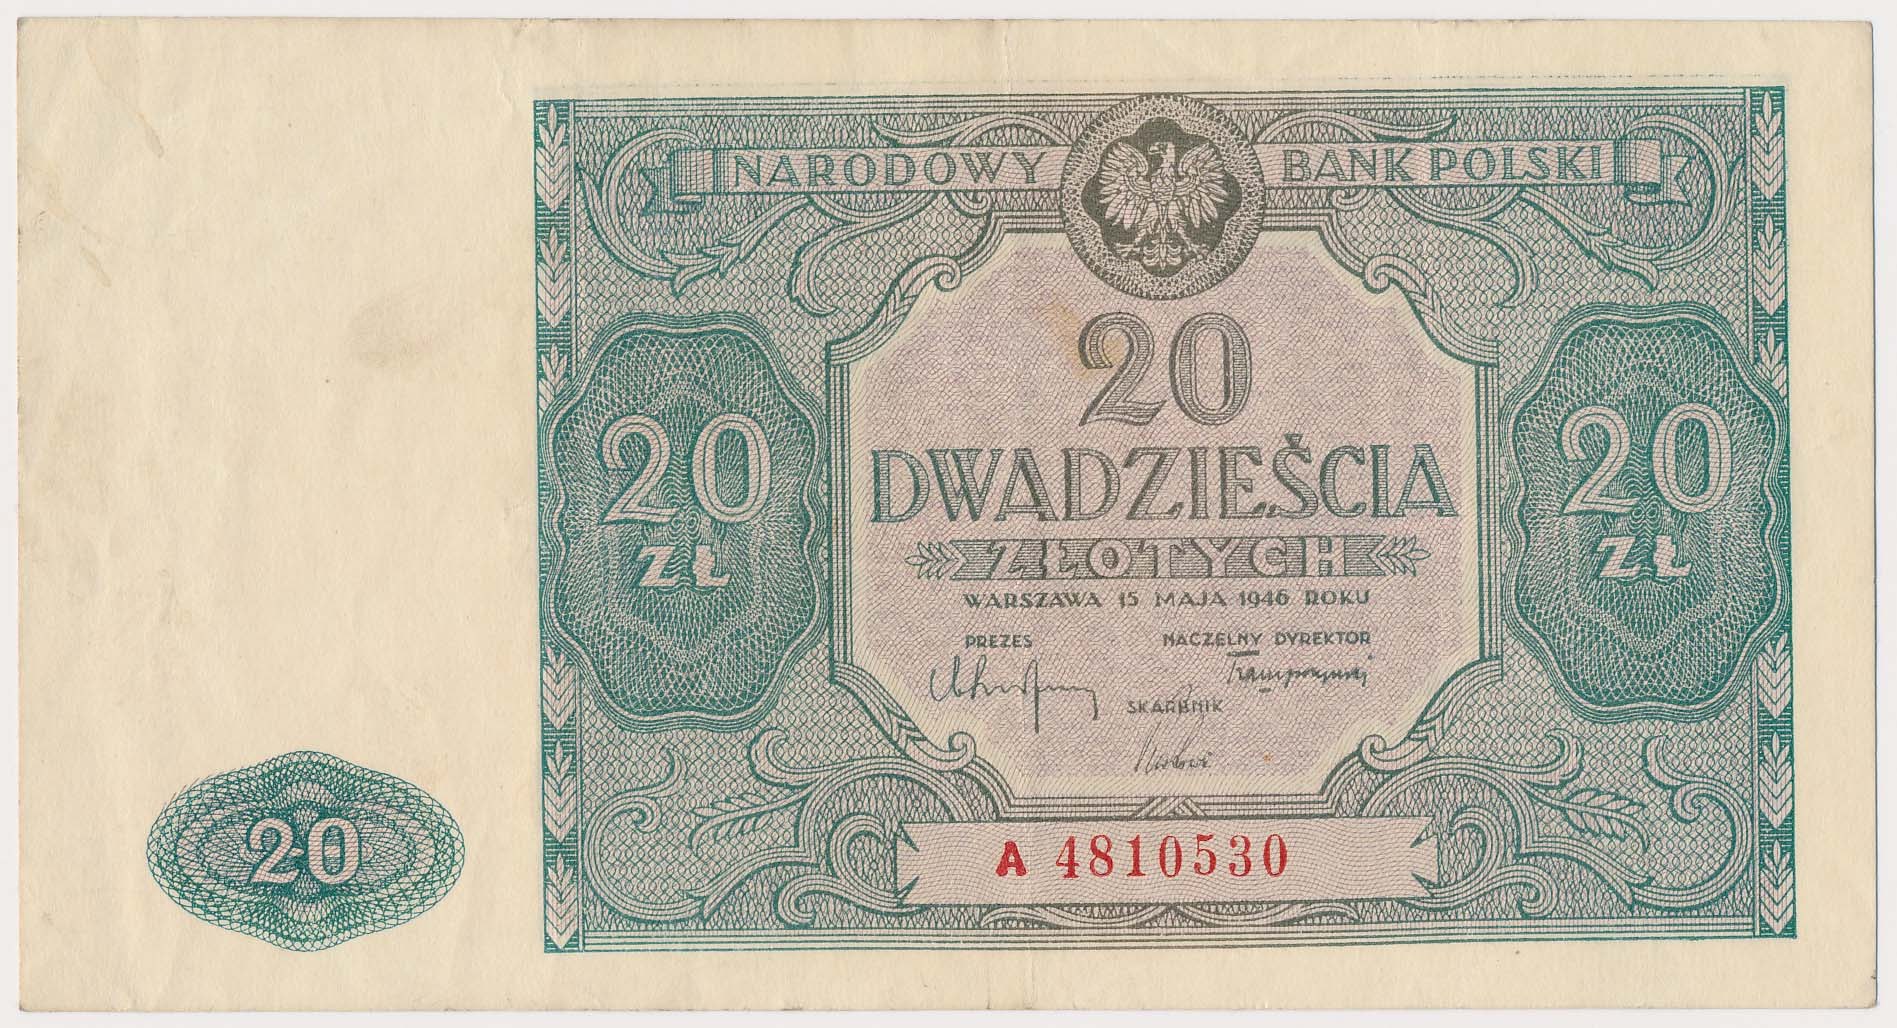 NARODOWY BANK POLSKI
20
DWADZIEŚCIA
ZŁOTYCH
WARSZAWA 15 MAJA 1946 ROKU
PREZES NACZELNY DYREKTOR
SKARBNIK
20
ZŁ
20
ZŁ
A 4810530
20